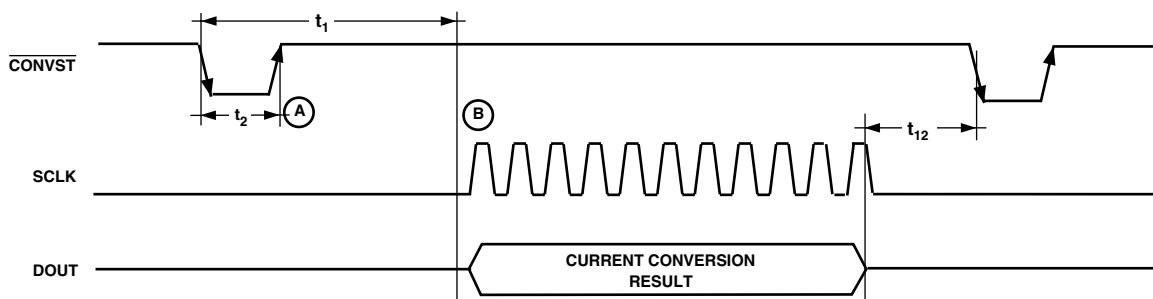 t1
CONVST
t2
A
B
t12
SCLK
CURRENT CONVERSION
RESULT
DOUT